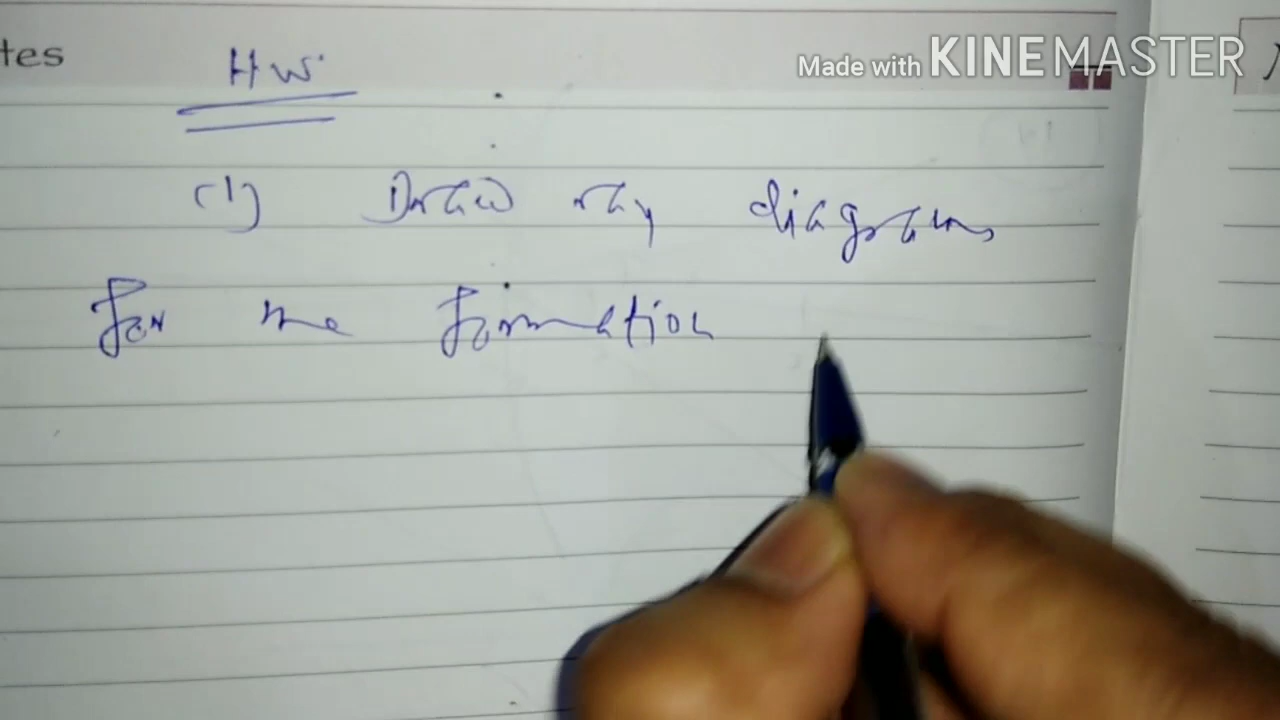 tes
HW.
Made with KINEMASTER
(1) Draw ray diagrams
for the formation